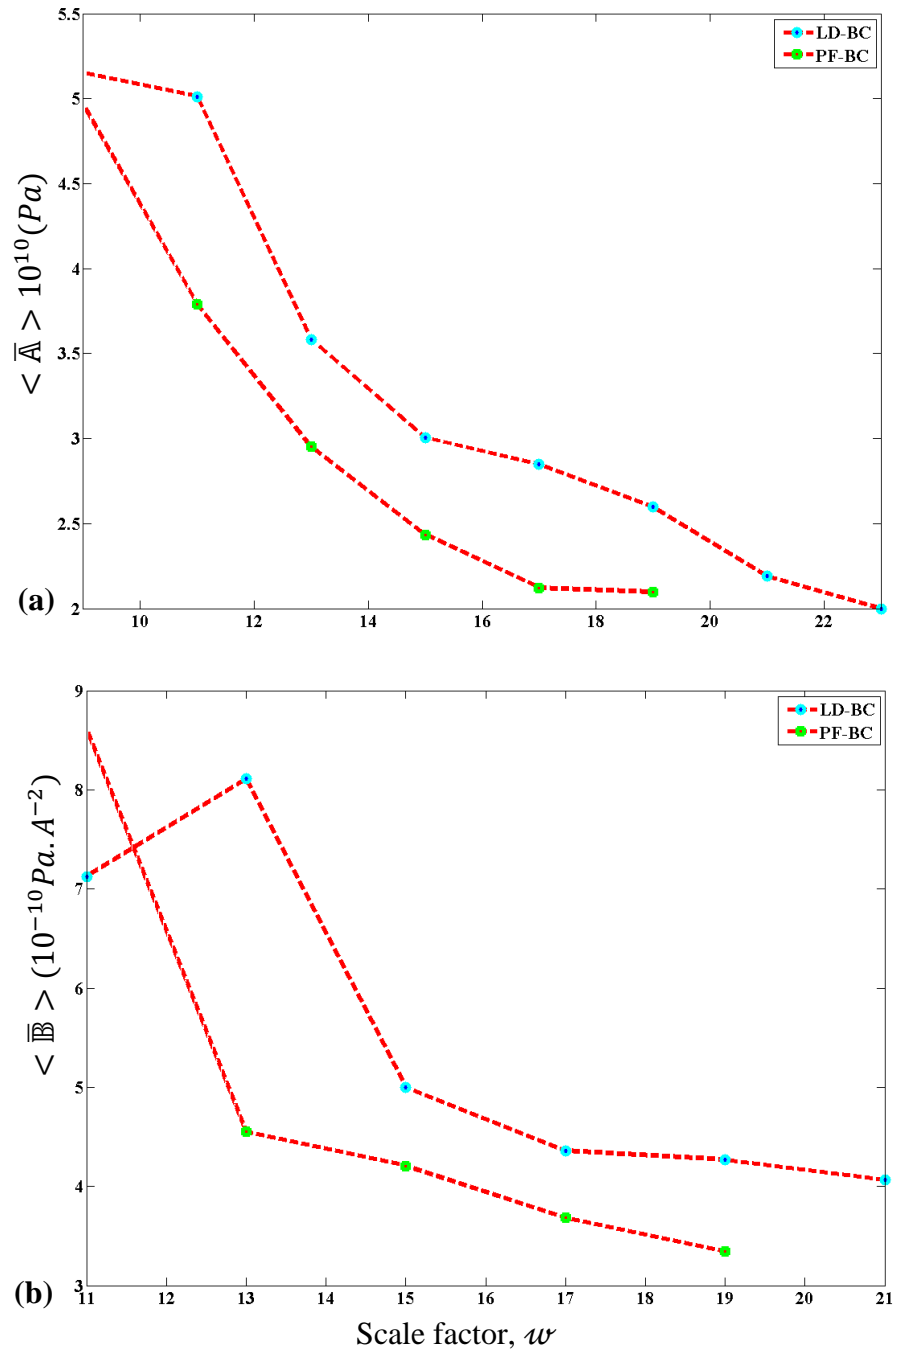 5.5
5
4.5
4
3.5
3
2.5
2
< 𝔸̅ > 10¹⁰(Pa)
LD-BC
PF-BC
(a)
10 12 14 16 18 20 22
9
8
7
6
5
4
3
< 𝔹̅ > (10⁻¹⁰Pa. A⁻²)
LD-BC
PF-BC
(b)
11 12 13 14 15 16 17 18 19 20 21
Scale factor, 𝓌